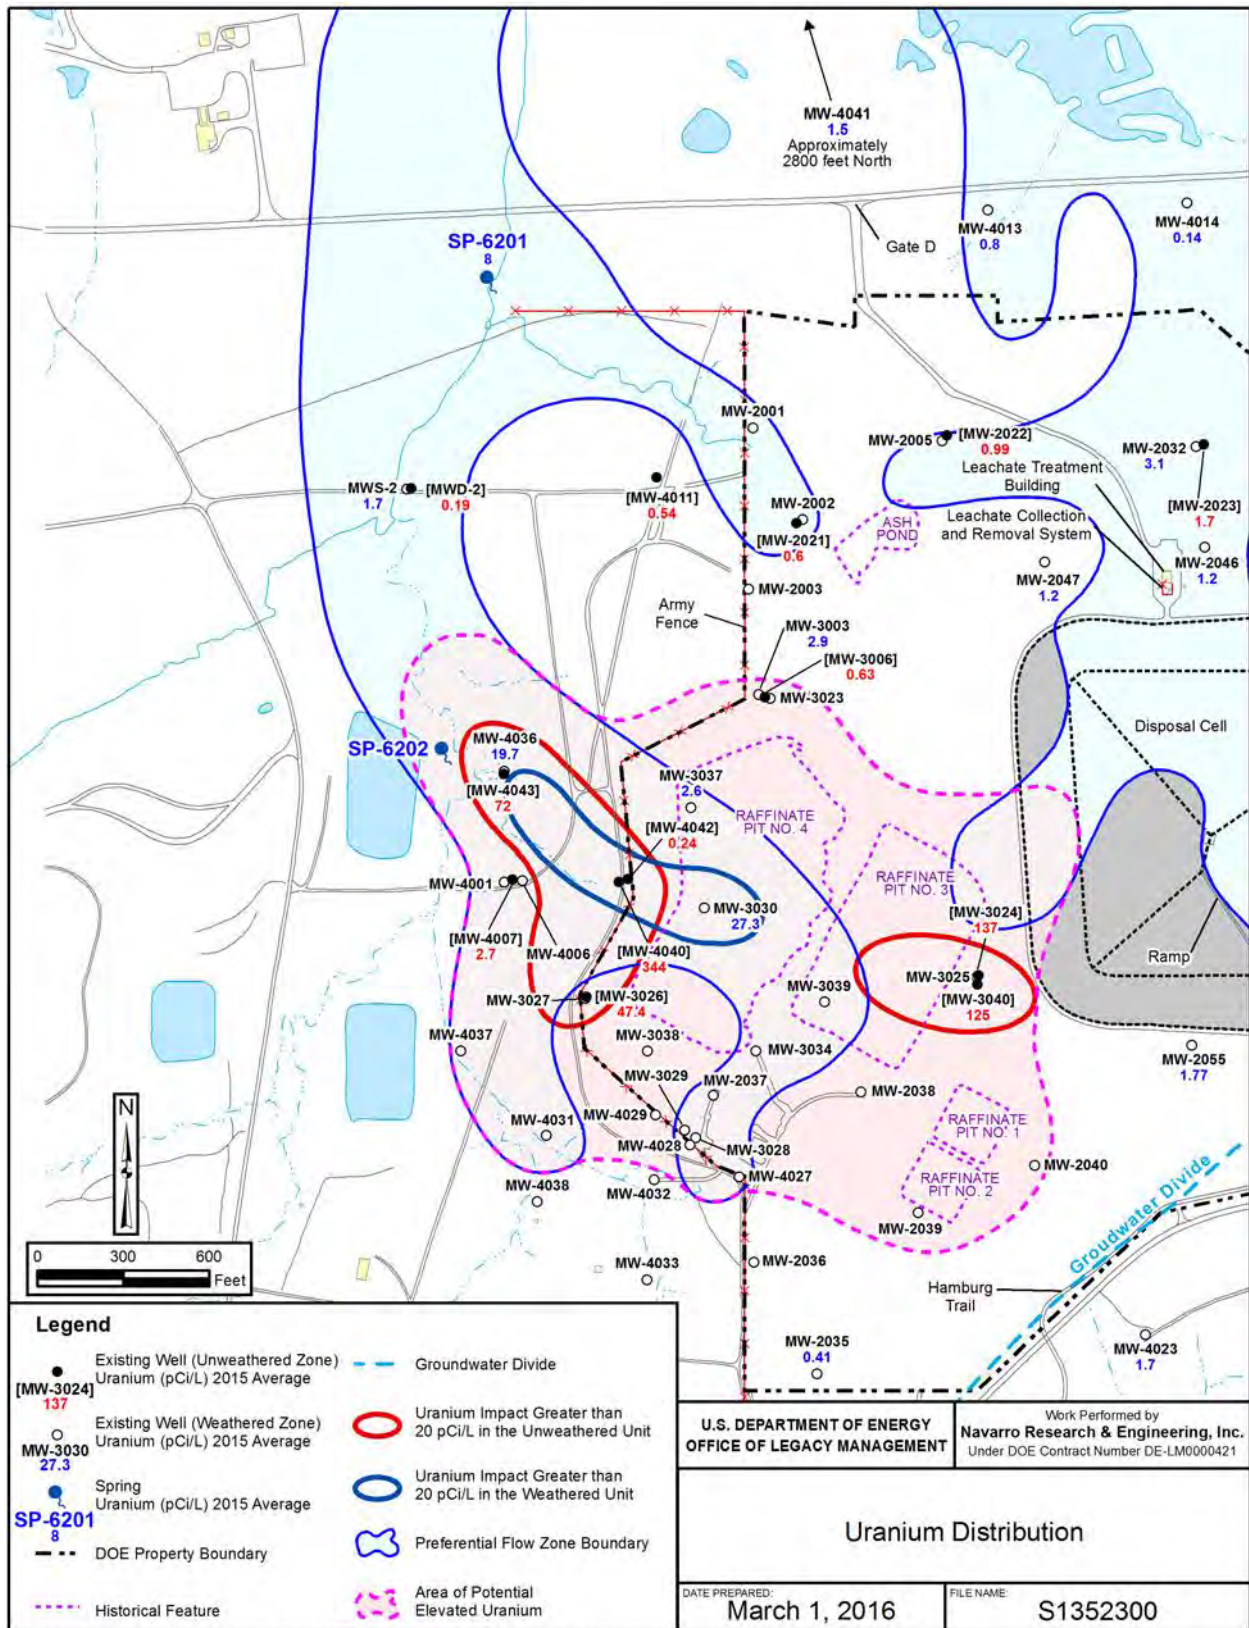 MW-4041
1.5
Approximately
2800 feet North
MW-4013
0.8
MW-4014
0.14
Gate D
SP-6201
8
MW-2001
MW-2005
[MW-2022]
0.99
MW-2032
3.1
Leachate Treatment
Building
[MW-2023]
1.7
MWS-2
1.7
[MWD-2]
0.19
[MW-4011]
0.54
MW-2002
[MW-2021]
0.6
ASH
POND
Leachate Collection
and Removal System
MW-2046
1.2
MW-2047
1.2
MW-2003
Army
Fence
MW-3003
2.9
[MW-3006]
0.63
MW-3023
Disposal Cell
SP-6202
MW-4036
19.7
[MW-4043]
72
MW-3037
2.6
RAFFINATE
PIT NO. 4
[MW-4042]
0.24
RAFFINATE
PIT NO. 3
MW-4001
MW-3030
27.3
[MW-3024]
137
[MW-4007]
2.7
MW-4006
[MW-4040]
344
Ramp
MW-3025
[MW-3040]
125
MW-3027
[MW-3026]
47.4
MW-3039
MW-4037
MW-3038
MW-3034
MW-2055
1.77
MW-3029
MW-2037
MW-2038
MW-4029
RAFFINATE
PIT NO. 1
MW-4031
MW-4028
MW-3028
RAFFINATE
PIT NO. 2
MW-2040
MW-4027
MW-4032
MW-4038
MW-2039
Groudwater Divide
N
0 300 600
Feet
MW-4033
MW-2036
Hamburg
Trail
MW-2035
0.41
MW-4023
1.7
Legend
Existing Well (Unweathered Zone)
Uranium (pCi/L) 2015 Average
[MW-3024]
137
Existing Well (Weathered Zone)
Uranium (pCi/L) 2015 Average
MW-3030
27.3
Spring
Uranium (pCi/L) 2015 Average
SP-6201
8
DOE Property Boundary
Historical Feature
Groundwater Divide
Uranium Impact Greater than
20 pCi/L in the Unweathered Unit
Uranium Impact Greater than
20 pCi/L in the Weathered Unit
Preferential Flow Zone Boundary
Area of Potential
Elevated Uranium
U.S. DEPARTMENT OF ENERGY
OFFICE OF LEGACY MANAGEMENT
Work Performed by
Navarro Research & Engineering, Inc.
Under DOE Contract Number DE-LM0000421
Uranium Distribution
DATE PREPARED:
March 1, 2016
FILE NAME:
S1352300